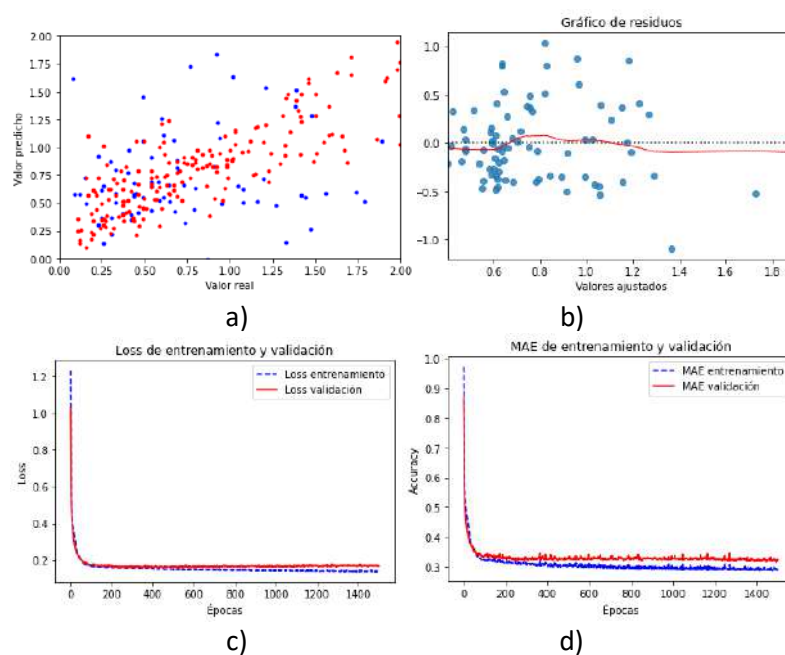 2.00
1.75
1.50
1.25
1.00
0.75
0.50
0.25
0.00
Valor predicho
0.00 0.25 0.50 0.75 1.00 1.25 1.50 1.75 2.00
Valor real
a)
Gráfico de residuos
1.0
0.5
0.0
−0.5
−1.0
0.6 0.8 1.0 1.2 1.4 1.6 1.8
Valores ajustados
b)
Loss de entrenamiento y validación
Loss entrenamiento
Loss validación
1.2
1.0
0.8
0.6
0.4
0.2
Loss
0 200 400 600 800 1000 1200 1400
Épocas
c)
MAE de entrenamiento y validación
MAE entrenamiento
MAE validación
1.0
0.9
0.8
0.7
0.6
0.5
0.4
0.3
Accuracy
0 200 400 600 800 1000 1200 1400
Épocas
d)